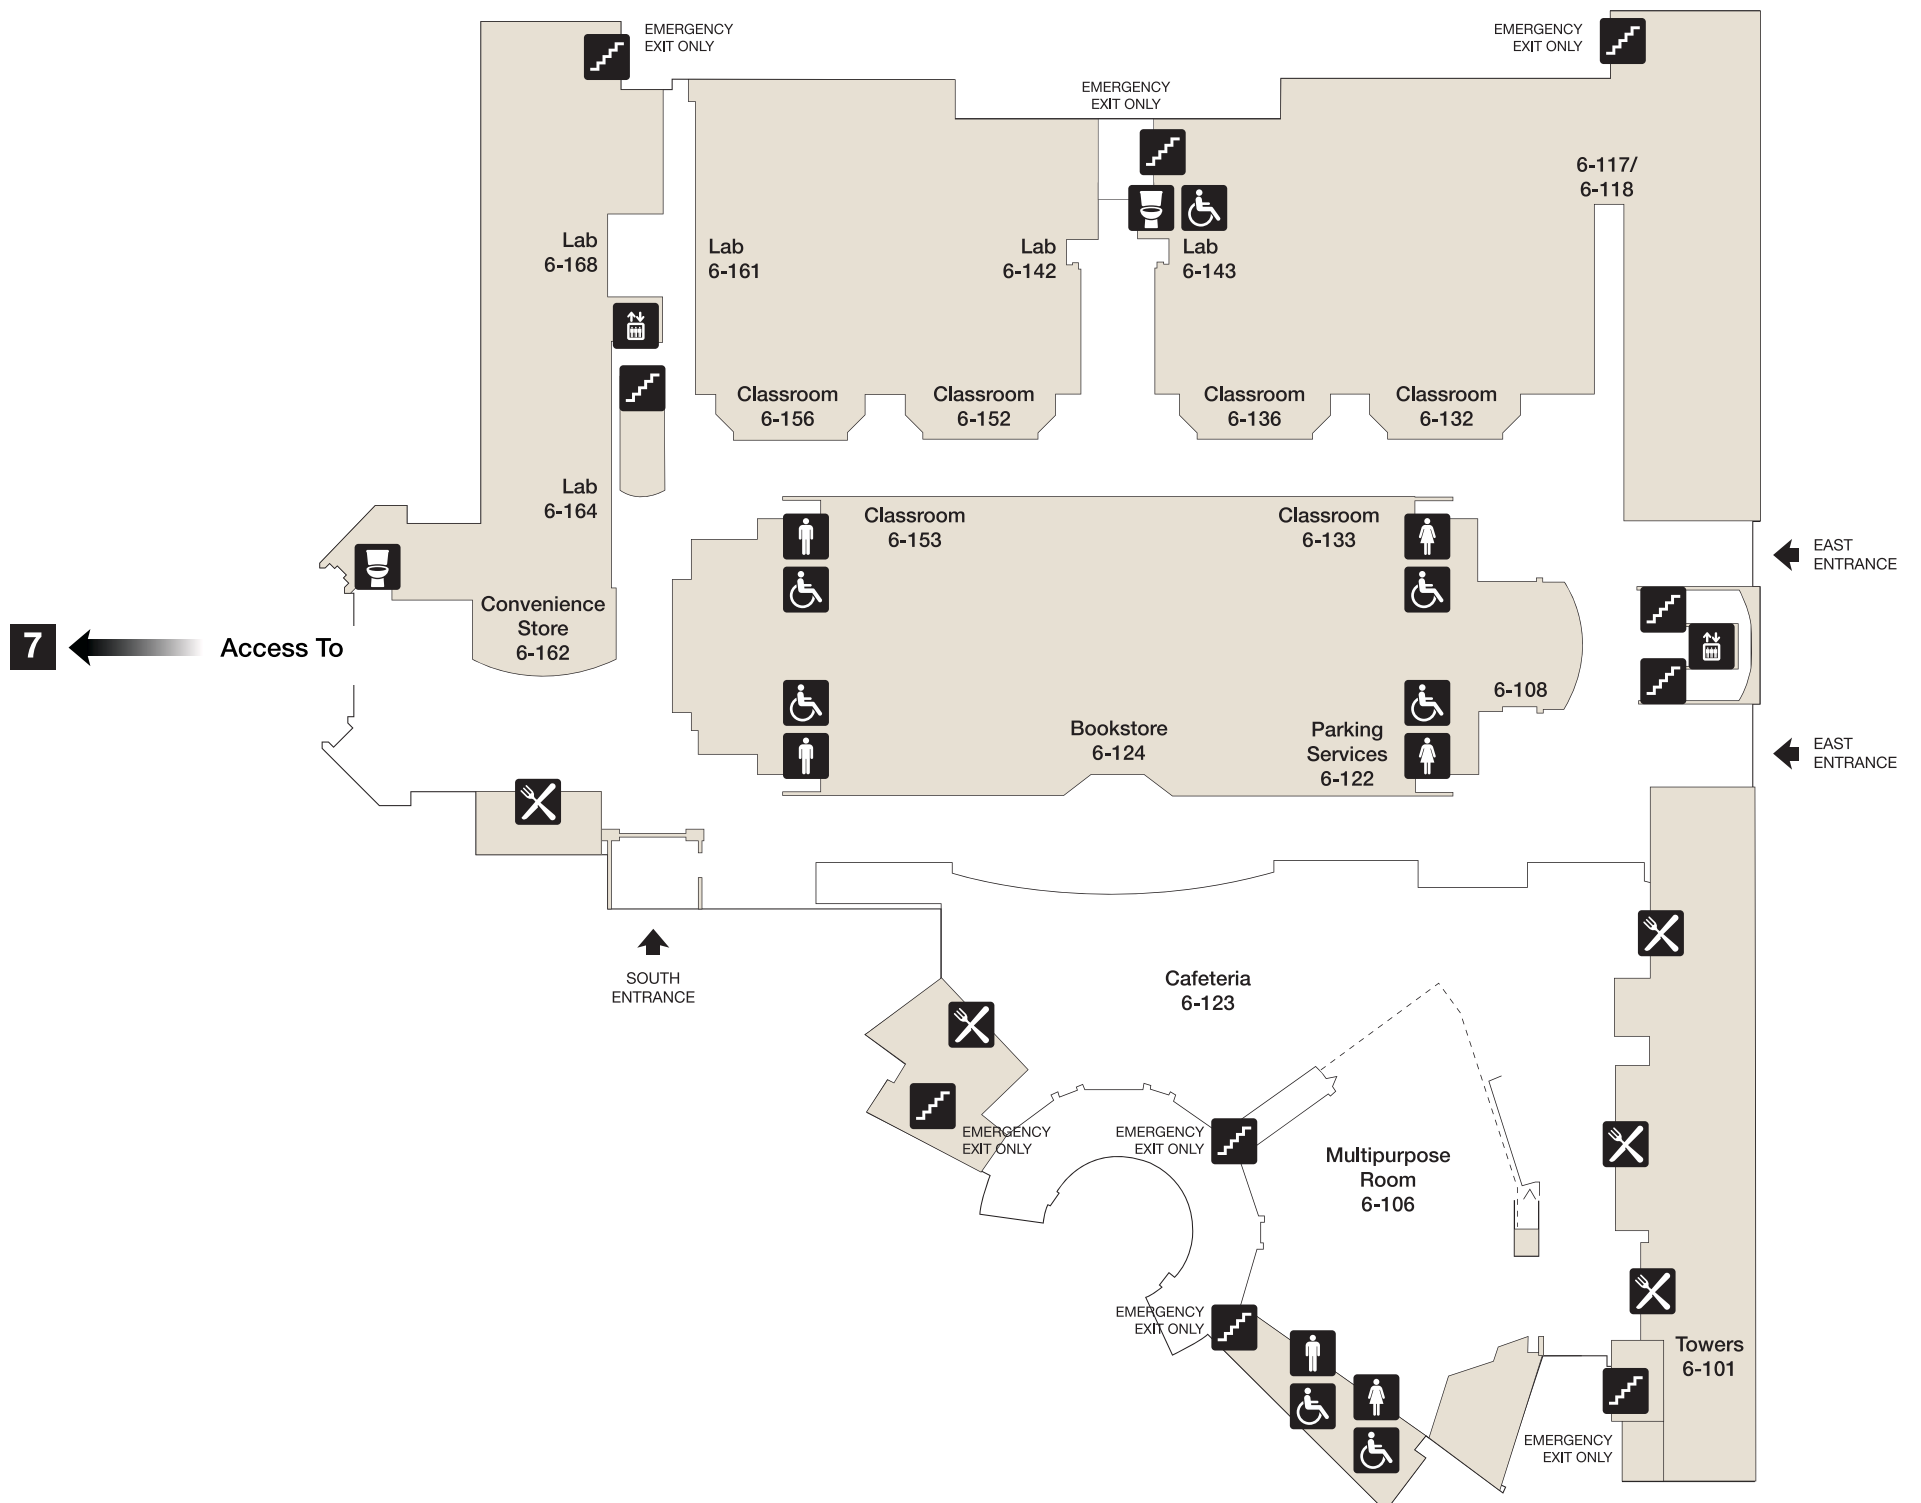 EMERGENCY
EXIT ONLY
EMERGENCY
EXIT ONLY
EMERGENCY
EXIT ONLY
6-117/
6-118
Lab
6-168
Lab
6-161
Lab
6-142
Lab
6-143
Classroom
6-156
Classroom
6-152
Classroom
6-136
Classroom
6-132
Lab
6-164
Classroom
6-153
Classroom
6-133
EAST
ENTRANCE
Convenience
Store
6-162
7
Access To
6-108
Bookstore
6-124
Parking
Services
6-122
EAST
ENTRANCE
SOUTH
ENTRANCE
Cafeteria
6-123
EMERGENCY
EXIT ONLY
EMERGENCY
EXIT ONLY
Multipurpose
Room
6-106
EMERGENCY
EXIT ONLY
Towers
6-101
EMERGENCY
EXIT ONLY